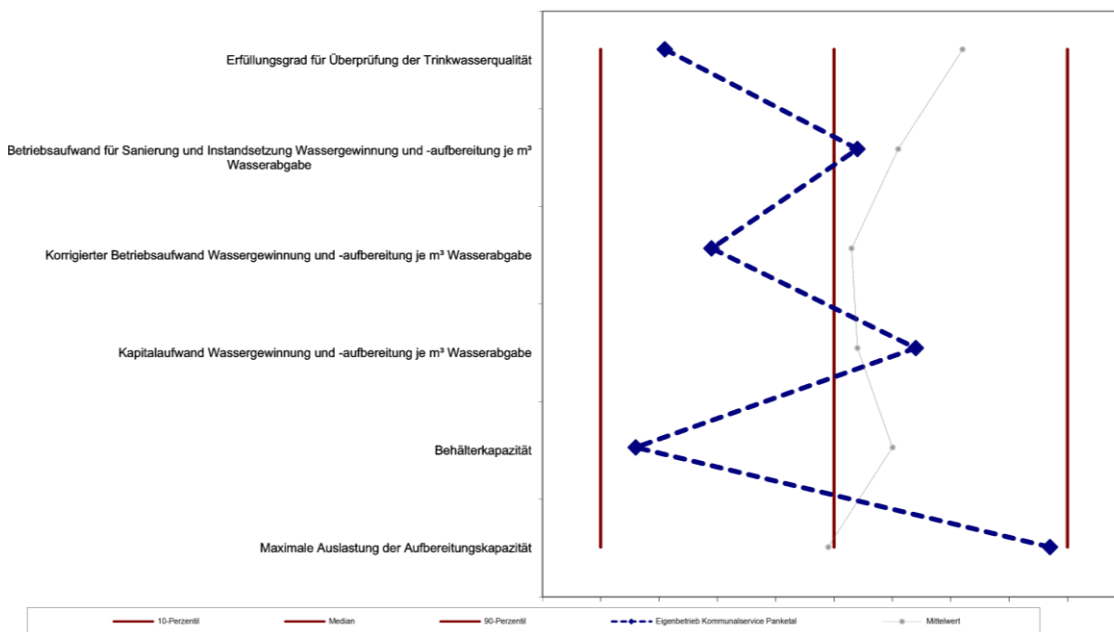 Erfüllungsgrad für Überprüfung der Trinkwasserqualität
Betriebsaufwand für Sanierung und Instandsetzung Wassergewinnung und -aufbereitung je m³
Wasserabgabe
Korrigierter Betriebsaufwand Wassergewinnung und -aufbereitung je m³ Wasserabgabe
Kapitalaufwand Wassergewinnung und -aufbereitung je m³ Wasserabgabe
Behälterkapazität
Maximale Auslastung der Aufbereitungskapazität
10-Perzentil Median 90-Perzentil Eigenbetrieb Kommunalservice Panketal Mittelwert